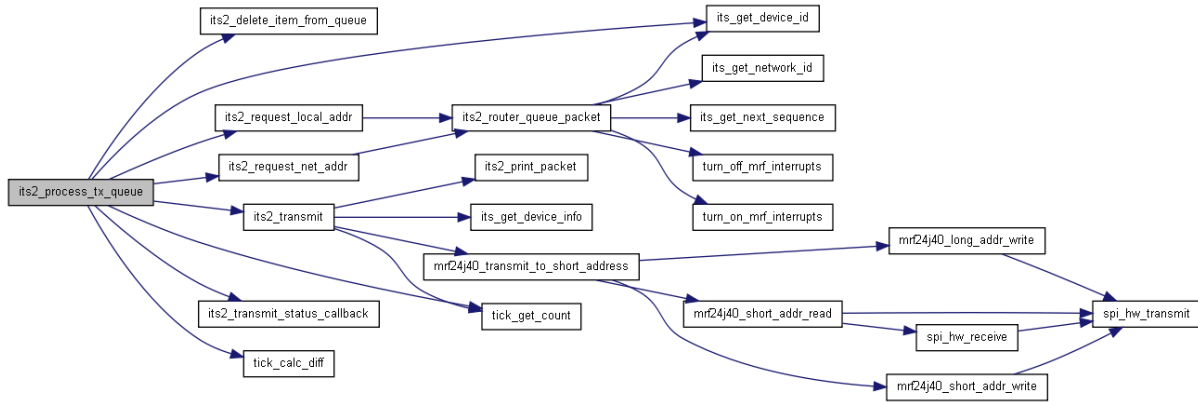 its2_process_tx_queue
its2_delete_item_from_queue
its2_request_local_addr
its2_request_net_addr
its2_transmit
its2_transmit_status_callback
tick_calc_diff
its2_router_queue_packet
its2_print_packet
its_get_device_info
mrf24j40_transmit_to_short_address
tick_get_count
its_get_device_id
its_get_network_id
its_get_next_sequence
turn_off_mrf_interrupts
turn_on_mrf_interrupts
mrf24j40_short_addr_read
mrf24j40_long_addr_write
spi_hw_receive
mrf24j40_short_addr_write
spi_hw_transmit